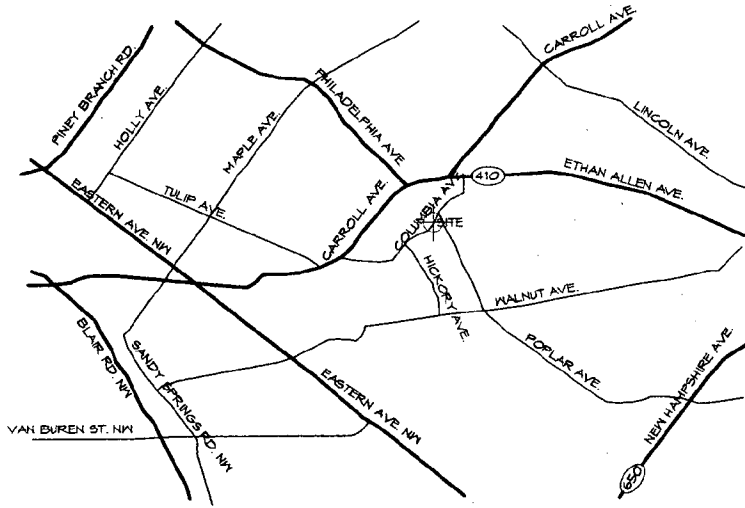 CARROLL AVE.
PINEY BRANCH RD.
HOLLY AVE.
PHILADELPHIA AVE
LINCOLN AVE.
MAPLE AVE.
410
ETHAN ALLEN AVE.
TULIP AVE.
EASTERN AVE. NW
CARROLL AVE.
COLUMBIA AVE
SITE
HICKORY AVE.
WALNUT AVE.
BLAIR RD. NW
SANDY SPRINGS RD. NW
POPLAR AVE.
NEW HAMPSHIRE AVE.
EASTERN AVE. NW
VAN BUREN ST. NW
650